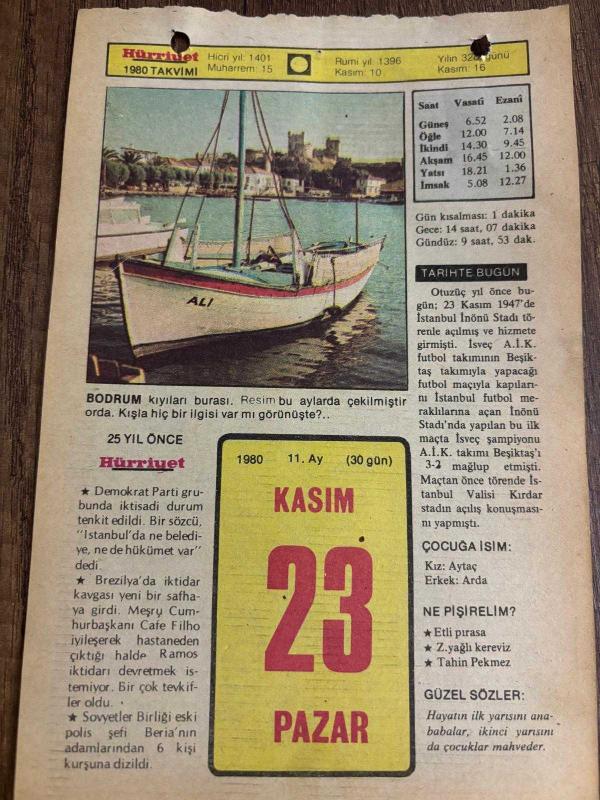 Hürriyet
1980 TAKVİMİ
Hicri yıl: 1401
Muharrem: 15
Rumi yıl: 1396
Kasım: 10
Yılın günü
Kasım: 16
Saat Vasatî Ezanî
Güneş 6.52 2.08
Öğle 12.00 7.14
İkindi 14.30 9.45
Akşam 16.45 12.00
Yatsı 18.21 1.36
İmsak 5.08 12.27
Gün kısalması: 1 dakika
Gece: 14 saat, 07 dakika
Gündüz: 9 saat, 53 dak.
ALI
BODRUM kıyıları burası. Resim bu aylarda çekilmiştir
orda. Kışla hiç bir ilgisi var mı görünüşte?..
TARİHTE BUGÜN
Otuzüç yıl önce bu-
gün; 23 Kasım 1947'de
İstanbul İnönü Stadı tö-
renle açılmış ve hizmete
girmişti. İsveç A.İ.K.
futbol takımının Beşik-
taş takımıyla yapacağı
futbol maçıyla kapıları-
nı İstanbul futbol me-
raklılarına açan İnönü
Stadı'nda yapılan bu ilk
maçta İsveç şampiyonu
A.İ.K. takımı Beşiktaş'ı
3-2 mağlup etmişti.
Maçtan önce törende İs-
tanbul Valisi Kırdar
stadın açılış konuşması-
nı yapmıştı.
25 YIL ÖNCE
Hürriyet
★ Demokrat Parti gru-
bunda iktisadi durum
tenkit edildi. Bir sözcü,
"İstanbul'da ne beledi-
ye, ne de hükümet var"
dedi.
★ Brezilya'da iktidar
kavgası yeni bir safha-
ya girdi. Meşru Cum-
hurbaşkanı Cafe Filho
iyileşerek hastaneden
çıktığı halde Ramos
iktidarı devretmek is-
temiyor. Bir çok tevkif-
ler oldu.
★ Sovyetler Birliği eski
polis şefi Beria'nın
adamlarından 6 kişi
kurşuna dizildi.
1980 11. Ay (30 gün)
KASIM
23
PAZAR
ÇOCUĞA İSİM:
Kız: Aytaç
Erkek: Arda
NE PİŞİRELİM?
★ Etli pırasa
★ Z.yağlı kereviz
★ Tahin Pekmez
GÜZEL SÖZLER:
Hayatın ilk yarısını ana-
babalar, ikinci yarısını
da çocuklar mahveder.